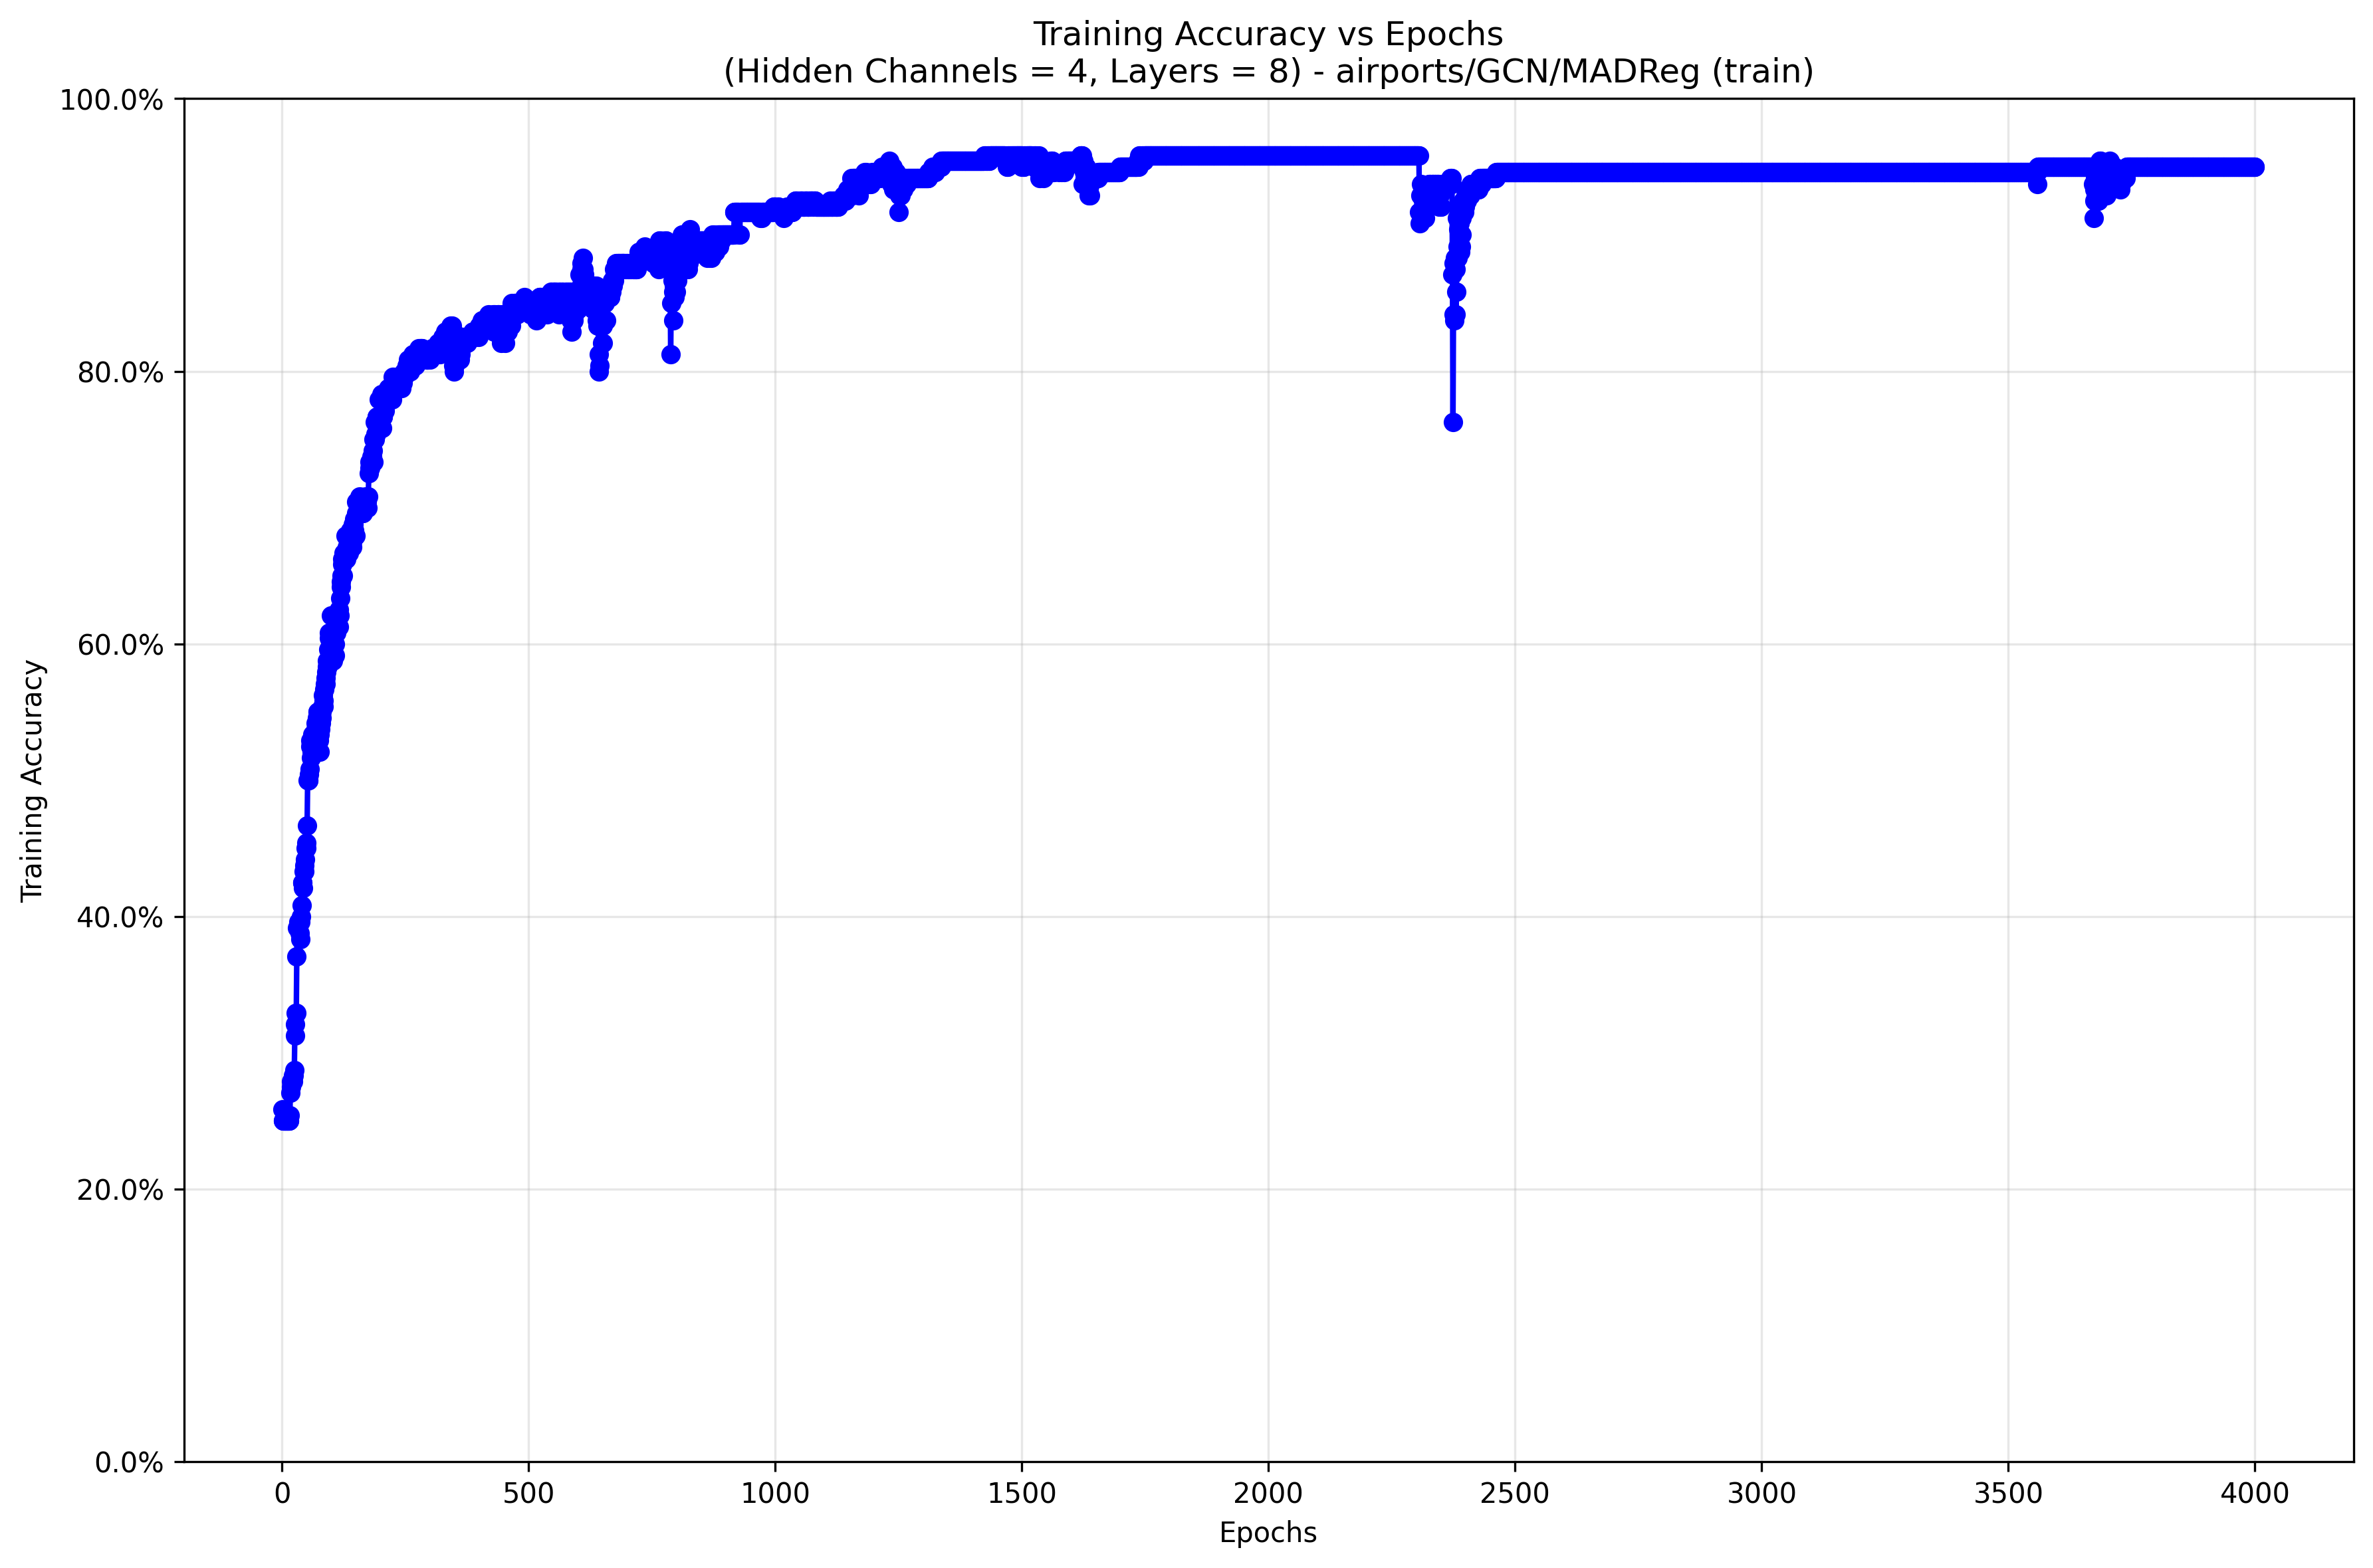 Training Accuracy vs Epochs
(Hidden Channels = 4, Layers = 8) - airports/GCN/MADReg (train)
100.0%
80.0%
60.0%
40.0%
20.0%
0.0%
Training Accuracy
0 500 1000 1500 2000 2500 3000 3500 4000
Epochs